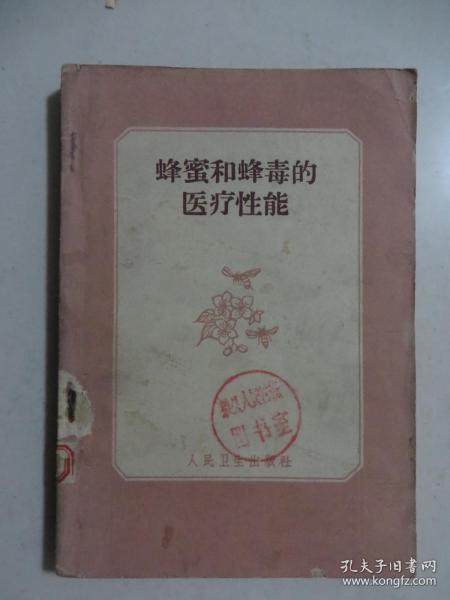 蜂蜜和蜂毒的
医疗性能
图书室
人民卫生出版社
孔夫子旧书网
www.kongfz.com